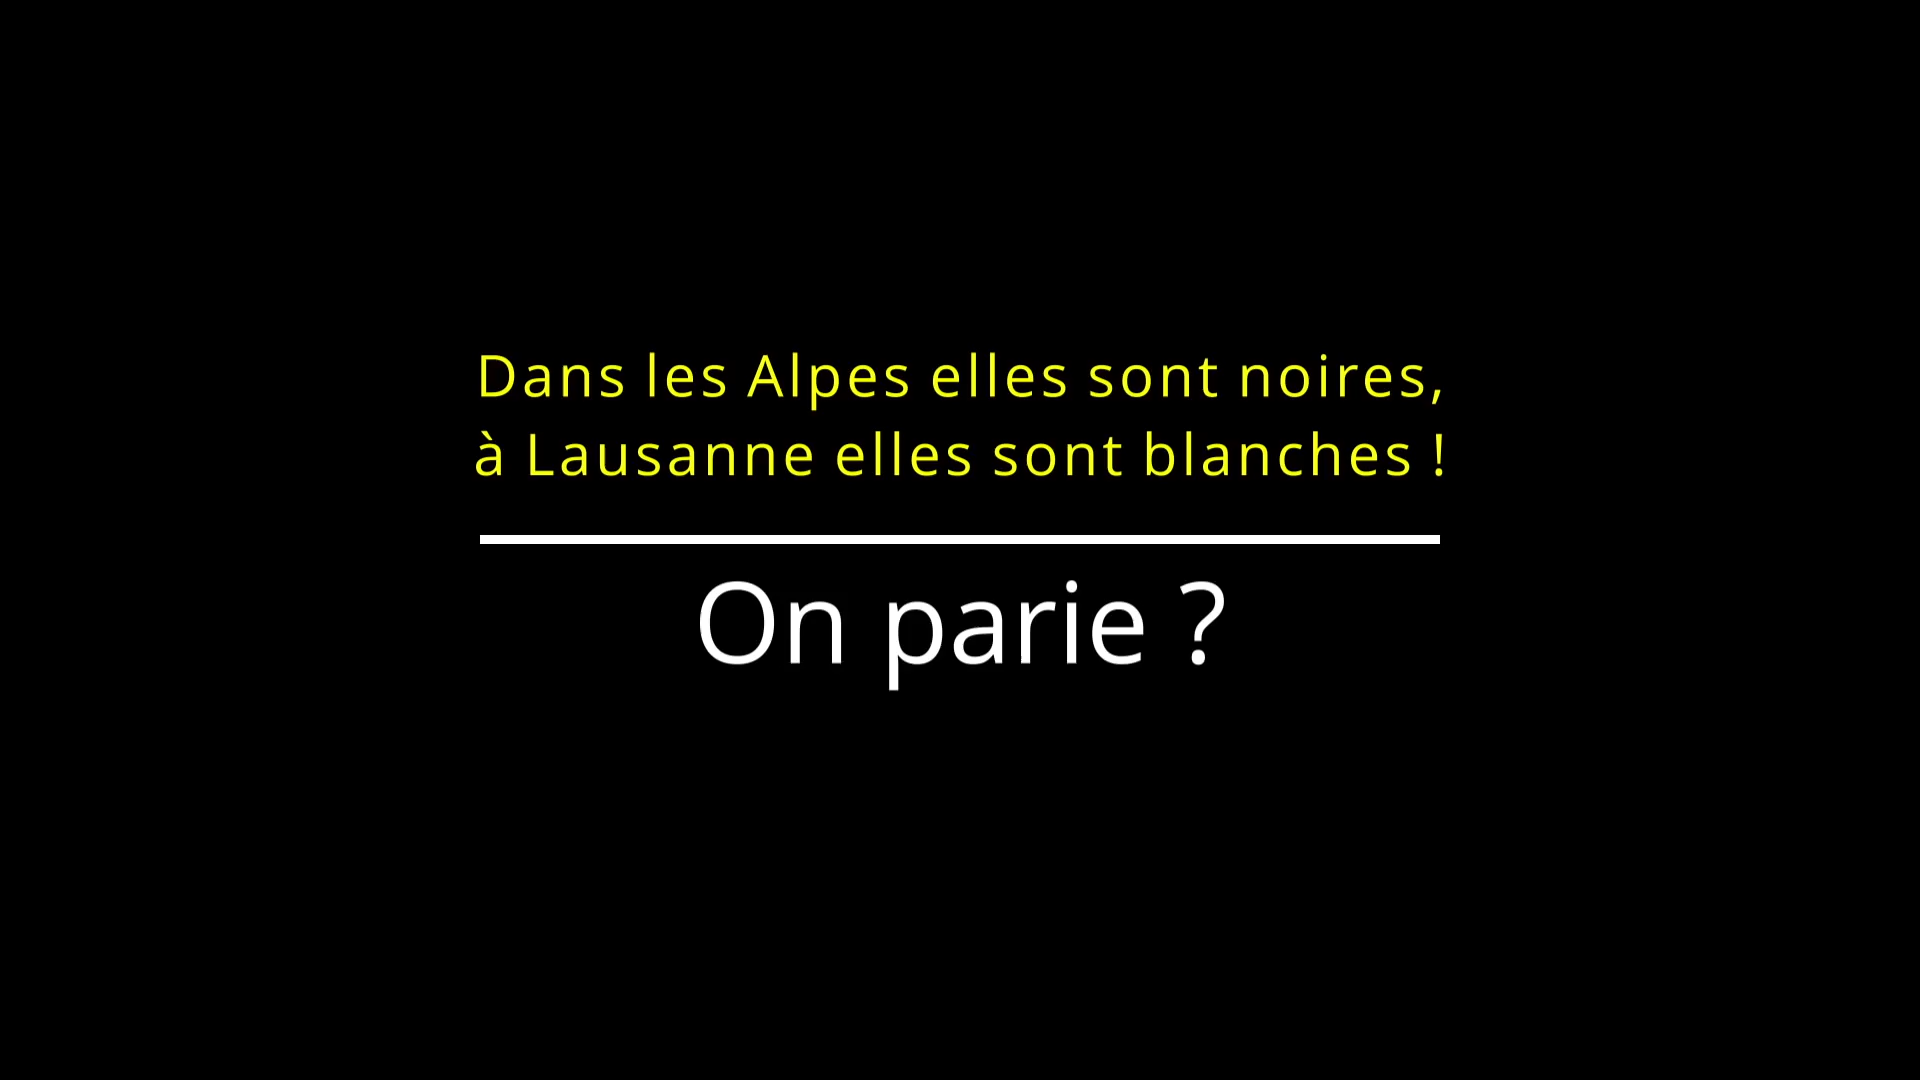 Dans les Alpes elles sont noires,
à Lausanne elles sont blanches !
On parie ?